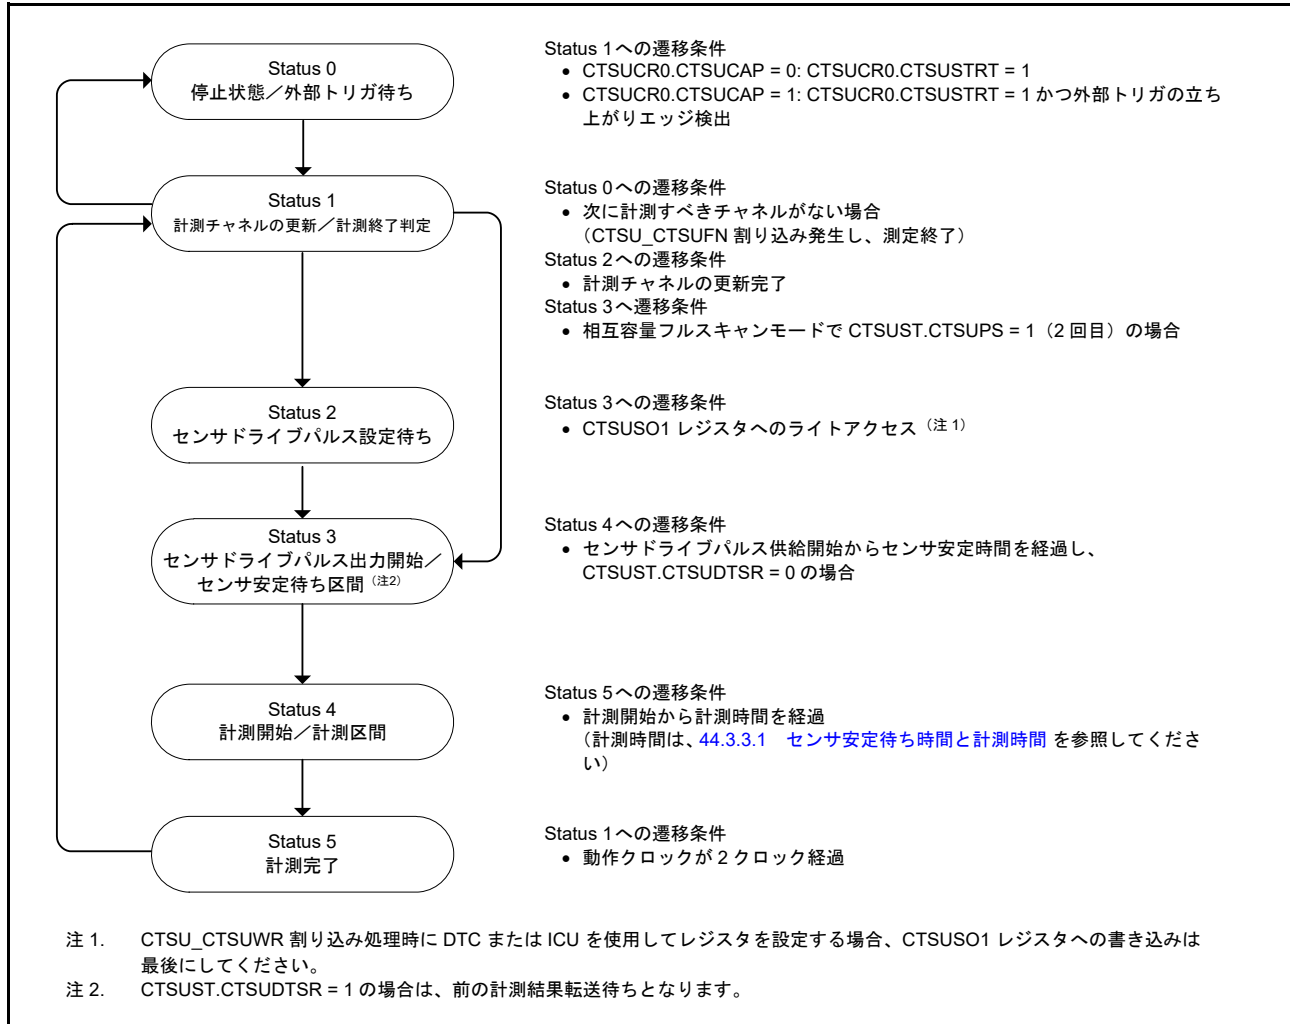 Status 0
停止状態／外部トリガ待ち
Status 1への遷移条件
• CTSUCR0.CTSUCAP = 0: CTSUCR0.CTSUSTRT = 1
• CTSUCR0.CTSUCAP = 1: CTSUCR0.CTSUSTRT = 1 かつ外部トリガの立ち
上がりエッジ検出
Status 1
計測チャネルの更新／計測終了判定
Status 0への遷移条件
• 次に計測すべきチャネルがない場合
（CTSU_CTSUFN 割り込み発生し、測定終了）
Status 2への遷移条件
• 計測チャネルの更新完了
Status 3へ遷移条件
• 相互容量フルスキャンモードで CTSUST.CTSUPS = 1（2 回目）の場合
Status 2
センサドライブパルス設定待ち
Status 3への遷移条件
• CTSUSO1 レジスタへのライトアクセス（注 1）
Status 3
センサドライブパルス出力開始／
センサ安定待ち区間（注2）
Status 4への遷移条件
• センサドライブパルス供給開始からセンサ安定時間を経過し、
CTSUST.CTSUDTSR = 0 の場合
Status 4
計測開始／計測区間
Status 5への遷移条件
• 計測開始から計測時間を経過
（計測時間は、44.3.3.1　センサ安定待ち時間と計測時間 を参照してくださ
い）
Status 5
計測完了
Status 1への遷移条件
• 動作クロックが 2 クロック経過
注 1. CTSU_CTSUWR 割り込み処理時に DTC または ICU を使用してレジスタを設定する場合、CTSUSO1 レジスタへの書き込みは
最後にしてください。
注 2. CTSUST.CTSUDTSR = 1 の場合は、前の計測結果転送待ちとなります。